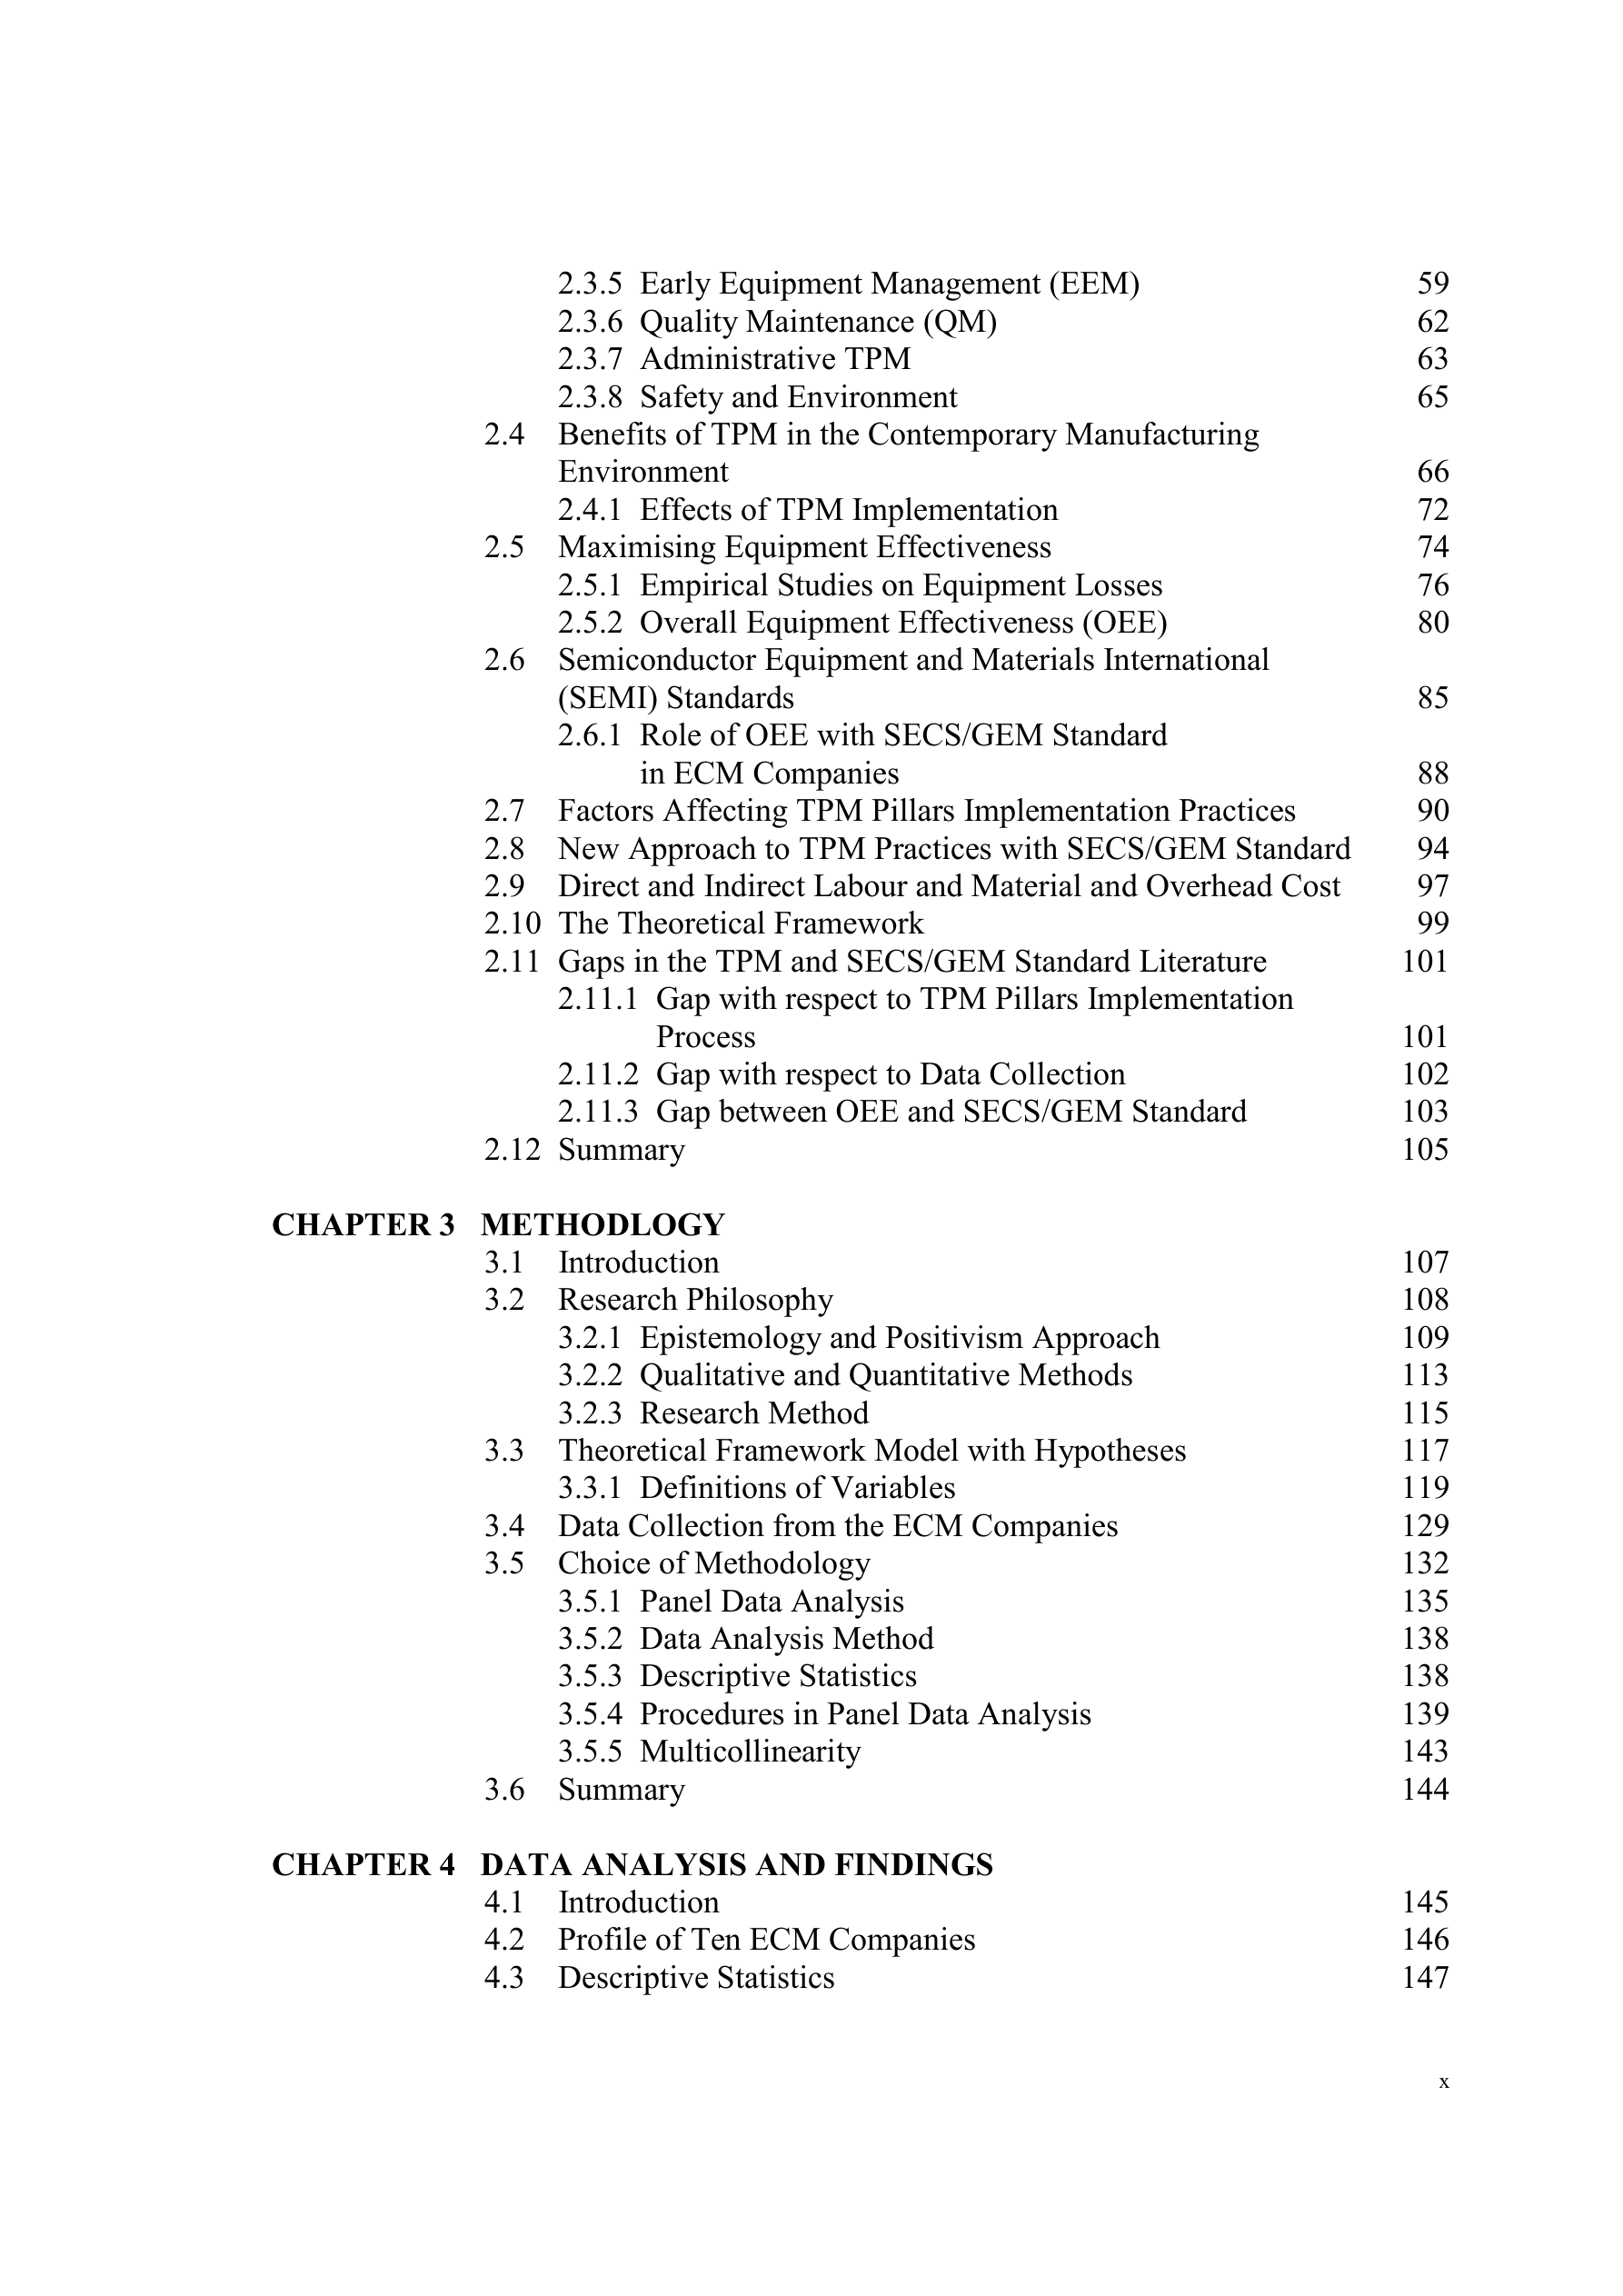 2.3.5 Early Equipment Management (EEM) 59
2.3.6 Quality Maintenance (QM) 62
2.3.7 Administrative TPM 63
2.3.8 Safety and Environment 65
2.4 Benefits of TPM in the Contemporary Manufacturing
Environment 66
2.4.1 Effects of TPM Implementation 72
2.5 Maximising Equipment Effectiveness 74
2.5.1 Empirical Studies on Equipment Losses 76
2.5.2 Overall Equipment Effectiveness (OEE) 80
2.6 Semiconductor Equipment and Materials International
(SEMI) Standards 85
2.6.1 Role of OEE with SECS/GEM Standard
in ECM Companies 88
2.7 Factors Affecting TPM Pillars Implementation Practices 90
2.8 New Approach to TPM Practices with SECS/GEM Standard 94
2.9 Direct and Indirect Labour and Material and Overhead Cost 97
2.10 The Theoretical Framework 99
2.11 Gaps in the TPM and SECS/GEM Standard Literature 101
2.11.1 Gap with respect to TPM Pillars Implementation
Process 101
2.11.2 Gap with respect to Data Collection 102
2.11.3 Gap between OEE and SECS/GEM Standard 103
2.12 Summary 105
CHAPTER 3 METHODLOGY
3.1 Introduction 107
3.2 Research Philosophy 108
3.2.1 Epistemology and Positivism Approach 109
3.2.2 Qualitative and Quantitative Methods 113
3.2.3 Research Method 115
3.3 Theoretical Framework Model with Hypotheses 117
3.3.1 Definitions of Variables 119
3.4 Data Collection from the ECM Companies 129
3.5 Choice of Methodology 132
3.5.1 Panel Data Analysis 135
3.5.2 Data Analysis Method 138
3.5.3 Descriptive Statistics 138
3.5.4 Procedures in Panel Data Analysis 139
3.5.5 Multicollinearity 143
3.6 Summary 144
CHAPTER 4 DATA ANALYSIS AND FINDINGS
4.1 Introduction 145
4.2 Profile of Ten ECM Companies 146
4.3 Descriptive Statistics 147
x